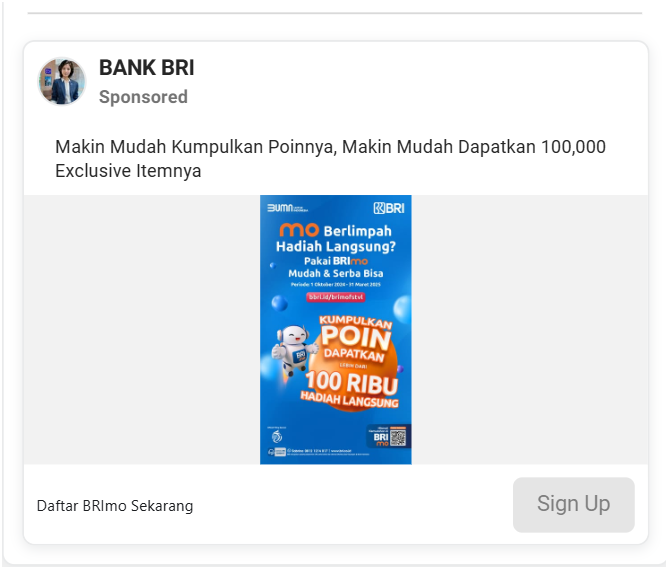 BANK BRI
Sponsored
Makin Mudah Kumpulkan Poinnya, Makin Mudah Dapatkan 100,000
Exclusive Itemnya
BUMN
BRI
mo Berlimpah
Hadiah Langsung?
Pakai BRImo
Mudah & Serba Bisa
Periode: 1 Oktober 2024 - 31 Maret 2025
bbri.id/brimofstvl
KUMPULKAN
POIN
DAPATKAN
LEBIH DARI
100 RIBU
HADIAH LANGSUNG
BRI
BRI
mo
Daftar BRImo Sekarang
Sign Up